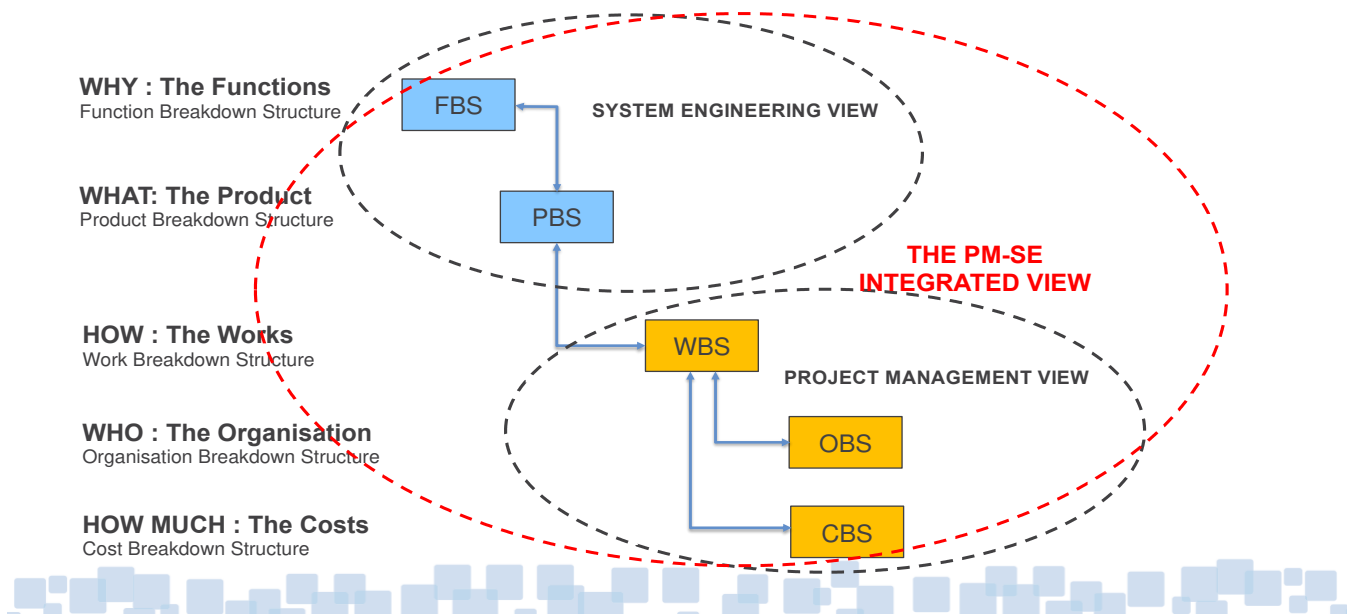 WHY : The Functions
Function Breakdown Structure
FBS
SYSTEM ENGINEERING VIEW
WHAT: The Product
Product Breakdown Structure
PBS
THE PM-SE
INTEGRATED VIEW
HOW : The Works
Work Breakdown Structure
WBS
PROJECT MANAGEMENT VIEW
WHO : The Organisation
Organisation Breakdown Structure
OBS
HOW MUCH : The Costs
Cost Breakdown Structure
CBS